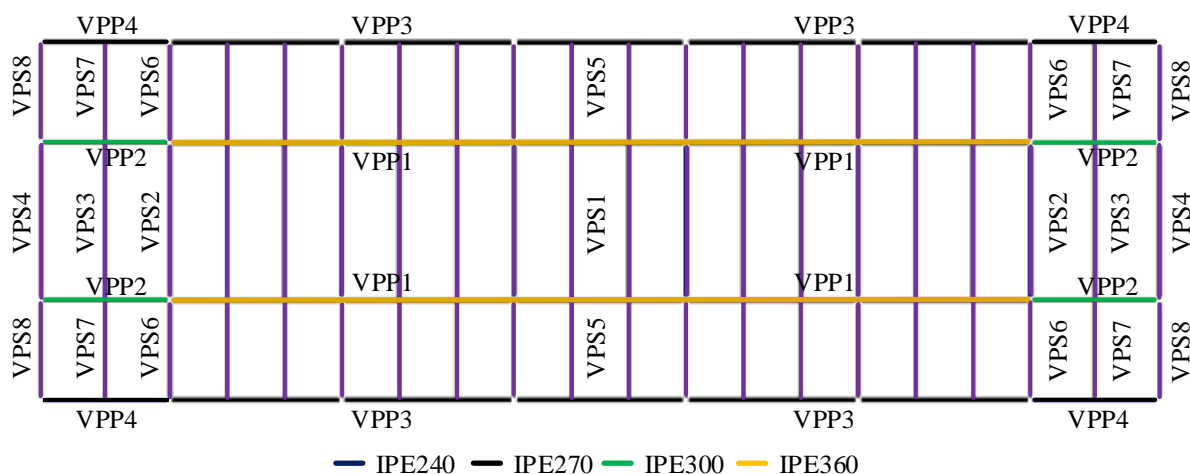 VPP4 VPP3 VPP3 VPP4
VPS8 VPS7 VPS6 VPS5 VPS6 VPS7 VPS8
VPP2 VPP1 VPP1 VPP2
VPS4 VPS3 VPS2 VPS1 VPS2 VPS3 VPS4
VPP2 VPP1 VPP1 VPP2
VPS8 VPS7 VPS6 VPS5 VPS6 VPS7 VPS8
VPP4 VPP3 VPP3 VPP4
IPE240 IPE270 IPE300 IPE360